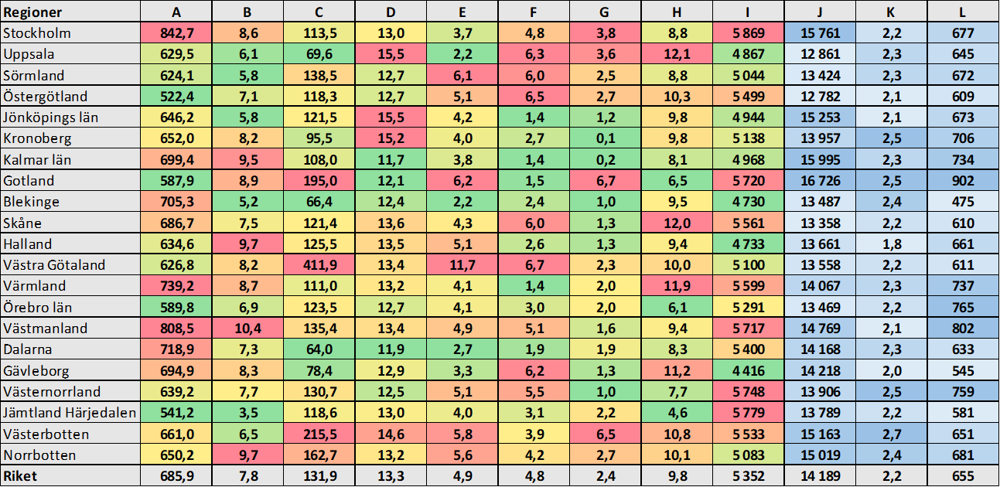 Regioner A B C D E F G H I J K L
Stockholm 842,7 8,6 113,5 13,0 3,7 4,8 3,8 8,8 5 869 15 761 2,2 677
Uppsala 629,5 6,1 69,6 15,5 2,2 6,3 3,6 12,1 4 867 12 861 2,3 645
Sörmland 624,1 5,8 138,5 12,7 6,1 6,0 2,5 8,8 5 044 13 424 2,3 672
Östergötland 522,4 7,1 118,3 12,7 5,1 6,5 2,7 10,3 5 499 12 782 2,1 609
Jönköpings län 646,2 5,8 121,5 15,5 4,2 1,4 1,2 9,8 4 944 15 253 2,1 673
Kronoberg 652,0 8,2 95,5 15,2 4,0 2,7 0,1 9,8 5 138 13 957 2,5 706
Kalmar län 699,4 9,5 108,0 11,7 3,8 1,4 0,2 8,1 4 968 15 995 2,3 734
Gotland 587,9 8,9 195,0 12,1 6,2 1,5 6,7 6,5 5 720 16 726 2,5 902
Blekinge 705,3 5,2 66,4 12,4 2,2 2,4 1,0 9,5 4 730 13 487 2,4 475
Skåne 686,7 7,5 121,4 13,6 4,3 6,0 1,3 12,0 5 561 13 358 2,2 610
Halland 634,6 9,7 125,5 13,5 5,1 2,6 1,3 9,4 4 733 13 661 1,8 661
Västra Götaland 626,8 8,2 411,9 13,4 11,7 6,7 2,3 10,0 5 100 13 558 2,2 611
Värmland 739,2 8,7 111,0 13,2 4,1 1,4 2,0 11,9 5 599 14 067 2,3 737
Örebro län 589,8 6,9 123,5 12,7 4,1 3,0 2,0 6,1 5 291 13 469 2,2 765
Västmanland 808,5 10,4 135,4 13,4 4,9 5,1 1,6 9,4 5 717 14 769 2,1 802
Dalarna 718,9 7,3 64,0 11,9 2,7 1,9 1,9 8,3 5 400 14 168 2,3 633
Gävleborg 694,9 8,3 78,4 12,9 3,3 6,2 1,3 11,2 4 416 14 218 2,0 545
Västernorrland 639,2 7,7 130,7 12,5 5,1 5,5 1,0 7,7 5 748 13 906 2,5 759
Jämtland Härjedalen 541,2 3,5 118,6 13,0 4,0 3,1 2,2 4,6 5 779 13 789 2,2 581
Västerbotten 661,0 6,5 215,5 14,6 5,8 3,9 6,5 10,8 5 533 15 163 2,7 651
Norrbotten 650,2 9,7 162,7 13,2 5,6 4,2 2,7 10,1 5 083 15 019 2,4 681
Riket 685,9 7,8 131,9 13,3 4,9 4,8 2,4 9,8 5 352 14 189 2,2 655